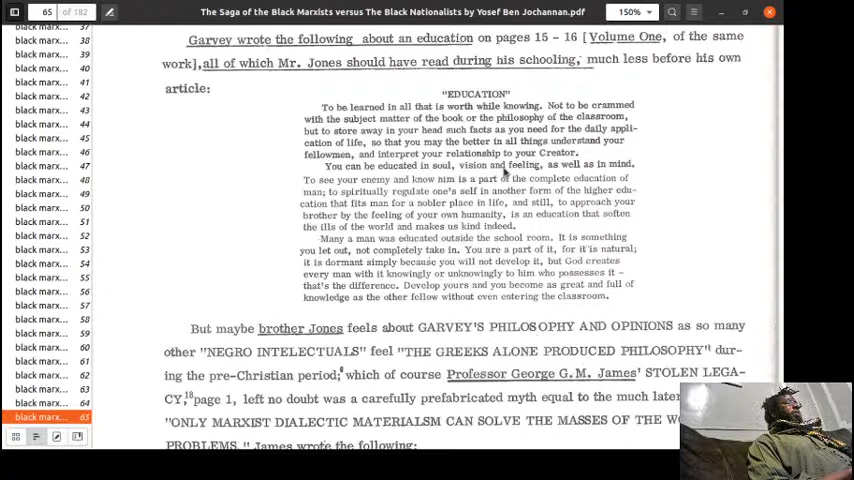 65 of 182
The Saga of the Black Marxists versus The Black Nationalists by Yosef Ben Jochannan.pdf
150%
black marx... 37
black marx... 38
black marx... 39
black marx... 40
black marx... 41
black marx... 42
black marx... 43
black marx... 44
black marx... 45
black marx... 46
black marx... 47
black marx... 48
black marx... 49
black marx... 50
black marx... 51
black marx... 52
black marx... 53
black marx... 54
black marx... 55
black marx... 56
black marx... 57
black marx... 58
black marx... 59
black marx... 60
black marx... 61
black marx... 62
black marx... 63
black marx... 64
black marx... 65
Garvey wrote the following about an education on pages 15 - 16 [Volume One, of the same
work], all of which Mr. Jones should have read during his schooling, much less before his own
article:
"EDUCATION"
To be learned in all that is worth while knowing. Not to be crammed
with the subject matter of the book or the philosophy of the classroom,
but to store away in your head such facts as you need for the daily appli-
cation of life, so that you may the better in all things understand your
fellowmen, and interpret your relationship to your Creator.
You can be educated in soul, vision and feeling, as well as in mind.
To see your enemy and know him is a part of the complete education of
man; to spiritually regulate one's self in another form of the higher edu-
cation that fits man for a nobler place in life, and still, to approach your
brother by the feeling of your own humanity, is an education that soften
the ills of the world and makes us kind indeed.
Many a man was educated outside the school room. It is something
you let out, not completely take in. You are a part of it, for it is natural;
it is dormant simply because you will not develop it, but God creates
every man with it knowingly or unknowingly to him who possesses it -
that's the difference. Develop yours and you become as great and full of
knowledge as the other fellow without even entering the classroom.
But maybe brother Jones feels about GARVEY'S PHILOSOPHY AND OPINIONS as so many
other "NEGRO INTELECTUALS" feel "THE GREEKS ALONE PRODUCED PHILOSOPHY" dur-
ing the pre-Christian period; which of course Professor George G.M. James' STOLEN LEGA-
CY,18 page 1, left no doubt was a carefully prefabricated myth equal to the much later
"ONLY MARXIST DIALECTIC MATERIALSM CAN SOLVE THE MASSES OF THE
PROBLEMS." James wrote the following: